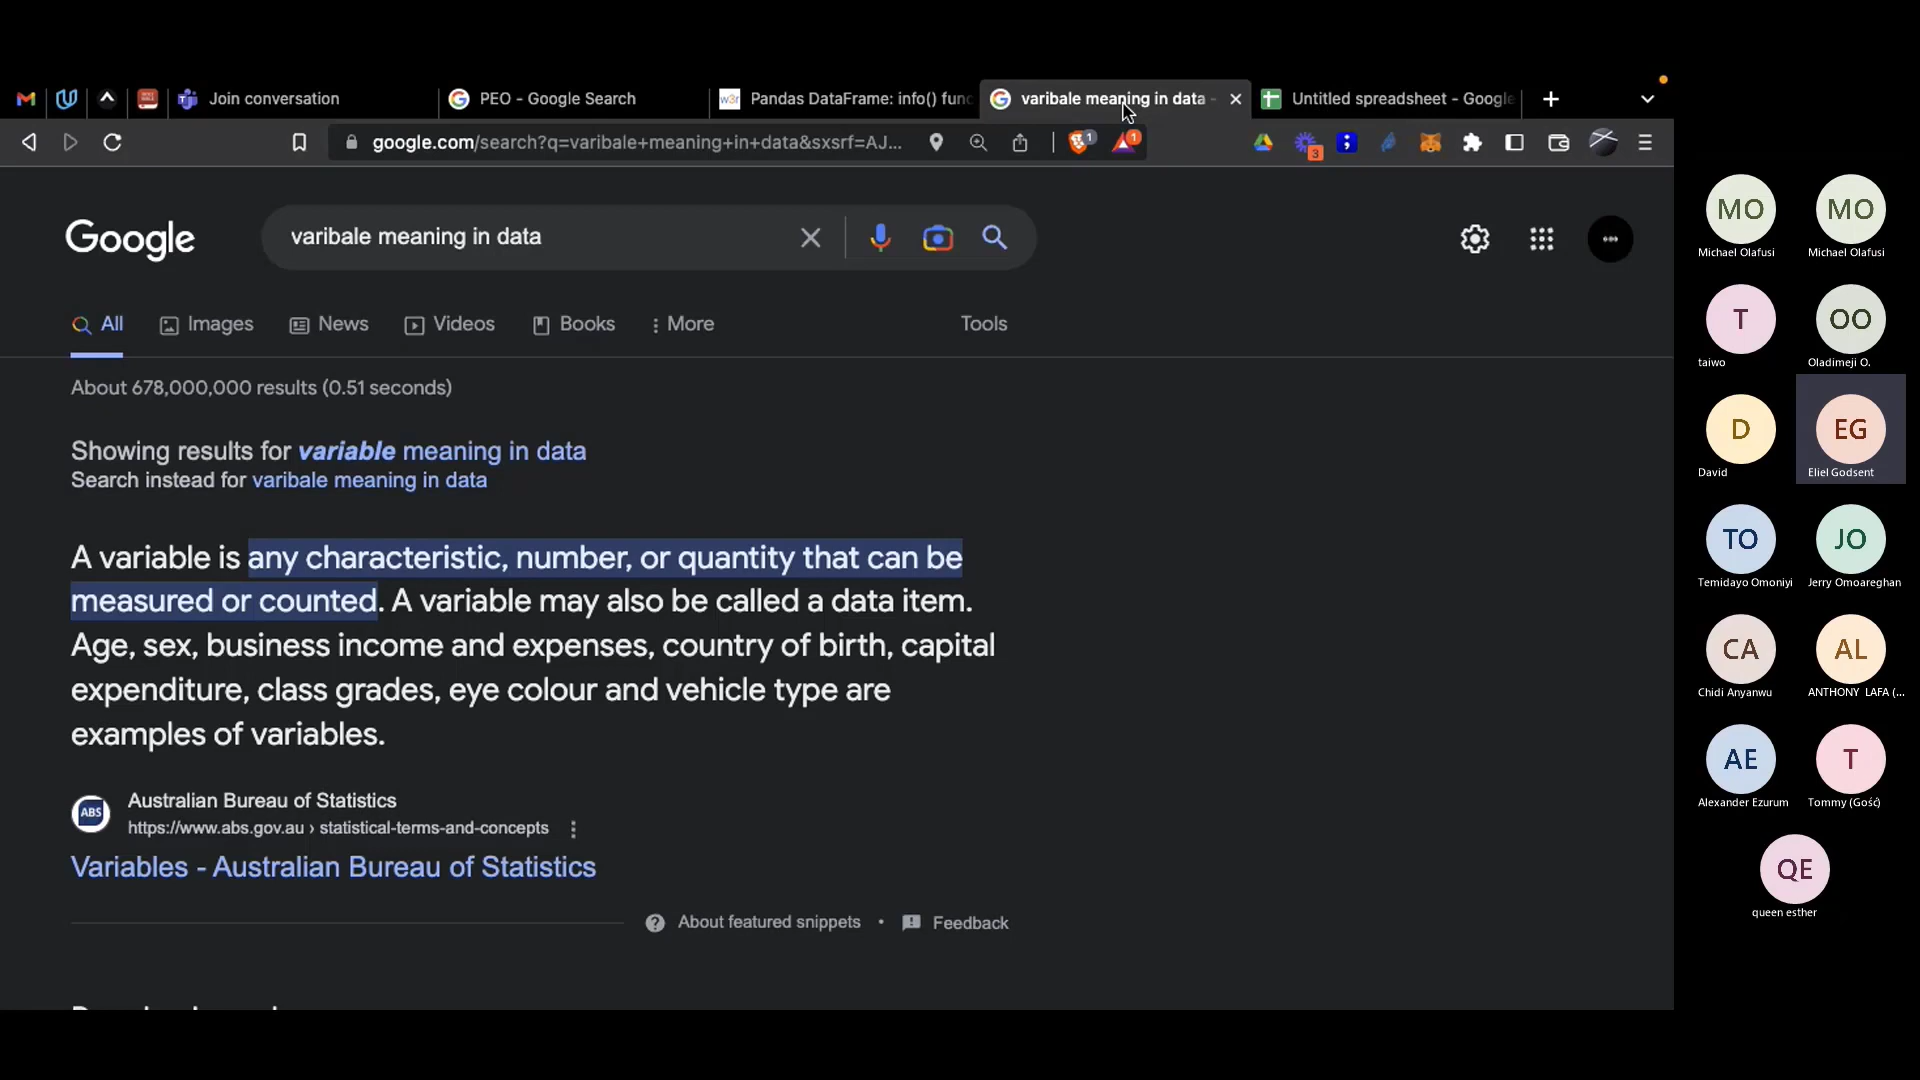 Join conversation
PEO - Google Search
w3r Pandas DataFrame: info() func
varibale meaning in data -
Untitled spreadsheet - Google
google.com/search?q=varibale+meaning+in+data&sxsrf=AJ...
1
1
3
Google
varibale meaning in data
All
Images
News
Videos
Books
More
Tools
About 678,000,000 results (0.51 seconds)
Showing results for variable meaning in data
Search instead for varibale meaning in data
A variable is any characteristic, number, or quantity that can be
measured or counted. A variable may also be called a data item.
Age, sex, business income and expenses, country of birth, capital
expenditure, class grades, eye colour and vehicle type are
examples of variables.
ABS
Australian Bureau of Statistics
https://www.abs.gov.au › statistical-terms-and-concepts
Variables - Australian Bureau of Statistics
About featured snippets • Feedback
MO
Michael Olafusi
MO
Michael Olafusi
T
taiwo
OO
Oladimeji O.
D
David
EG
Eliel Godsent
TO
Temidayo Omoniyi
JO
Jerry Omoareghan
CA
Chidi Anyanwu
AL
ANTHONY LAFA (...
AE
Alexander Ezurum
T
Tommy (Gość)
QE
queen esther